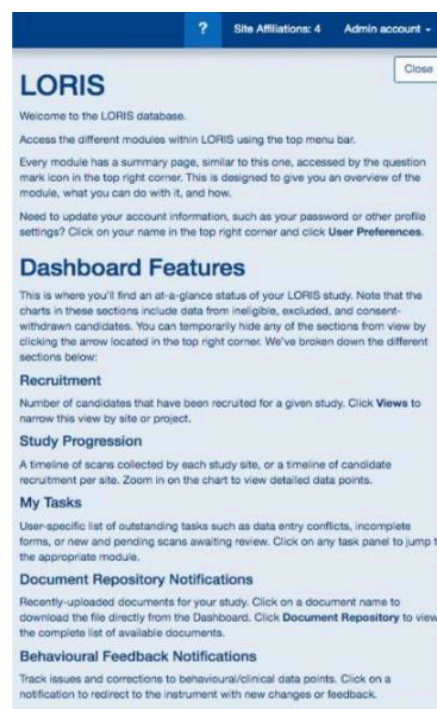 ? Site Affiliations: 4 Admin account
Close
LORIS
Welcome to the LORIS database.
Access the different modules within LORIS using the top menu bar.
Every module has a summary page, similar to this one, accessed by the question
mark icon in the top right corner. This is designed to give you an overview of the
module, what you can do with it, and how.
Need to update your account information, such as your password or other profile
settings? Click on your name in the top right corner and click User Preferences.
Dashboard Features
This is where you'll find an at-a-glance status of your LORIS study. Note that the
charts in these sections include data from ineligible, excluded, and consent-
withdrawn candidates. You can temporarily hide any of the sections from view by
clicking the arrow located in the top right corner. We've broken down the different
sections below:
Recruitment
Number of candidates that have been recruited for a given study. Click Views to
narrow this view by site or project.
Study Progression
A timeline of scans collected by each study site, or a timeline of candidate
recruitment per site. Zoom in on the chart to view detailed data points.
My Tasks
User-specific list of outstanding tasks such as data entry conflicts, incomplete
forms, or new and pending scans awaiting review. Click on any task panel to jump t
the appropriate module.
Document Repository Notifications
Recently-uploaded documents for your study. Click on a document name to
download the file directly from the Dashboard. Click Document Repository to view
the complete list of available documents.
Behavioural Feedback Notifications
Track issues and corrections to behavioural/clinical data points. Click on a
notification to redirect to the instrument with new changes or feedback.